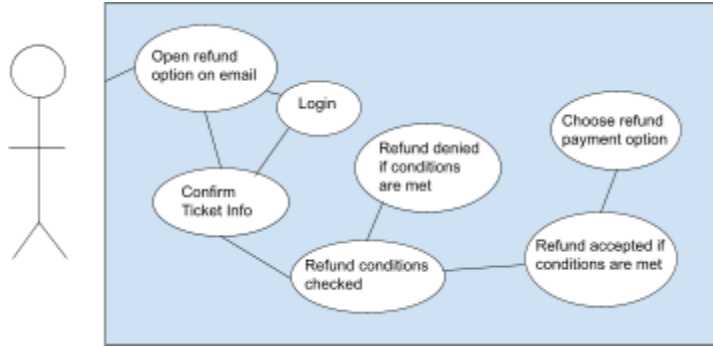 Open refund
option on email
Login
Confirm
Ticket Info
Refund denied
if conditions
are met
Choose refund
payment option
Refund conditions
checked
Refund accepted if
conditions are met